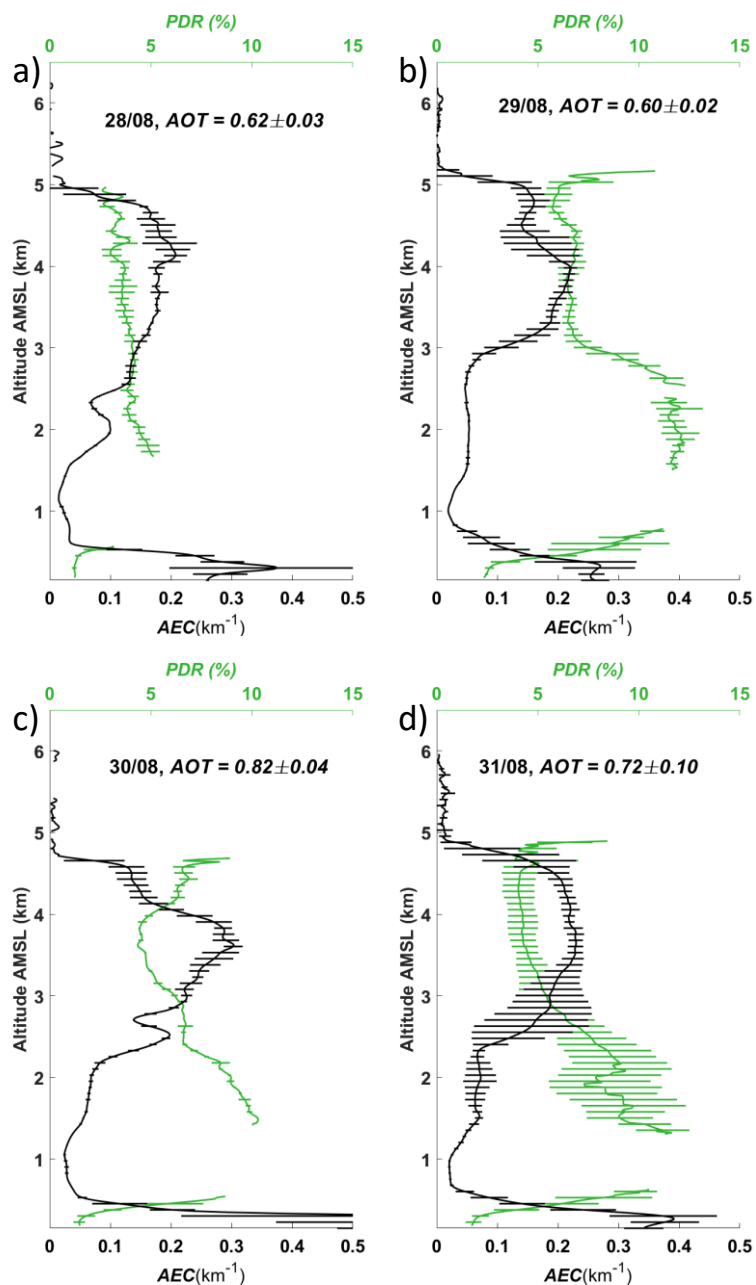 PDR (%)
0 5 10 15
a)
28/08, AOT = 0.62±0.03
Altitude AMSL (km)
6
5
4
3
2
1
0 0.1 0.2 0.3 0.4 0.5
AEC(km-1)
PDR (%)
0 5 10 15
b)
29/08, AOT = 0.60±0.02
Altitude AMSL (km)
6
5
4
3
2
1
0 0.1 0.2 0.3 0.4 0.5
AEC(km-1)
PDR (%)
0 5 10 15
c)
30/08, AOT = 0.82±0.04
Altitude AMSL (km)
6
5
4
3
2
1
0 0.1 0.2 0.3 0.4 0.5
AEC(km-1)
PDR (%)
0 5 10 15
d)
31/08, AOT = 0.72±0.10
Altitude AMSL (km)
6
5
4
3
2
1
0 0.1 0.2 0.3 0.4 0.5
AEC(km-1)